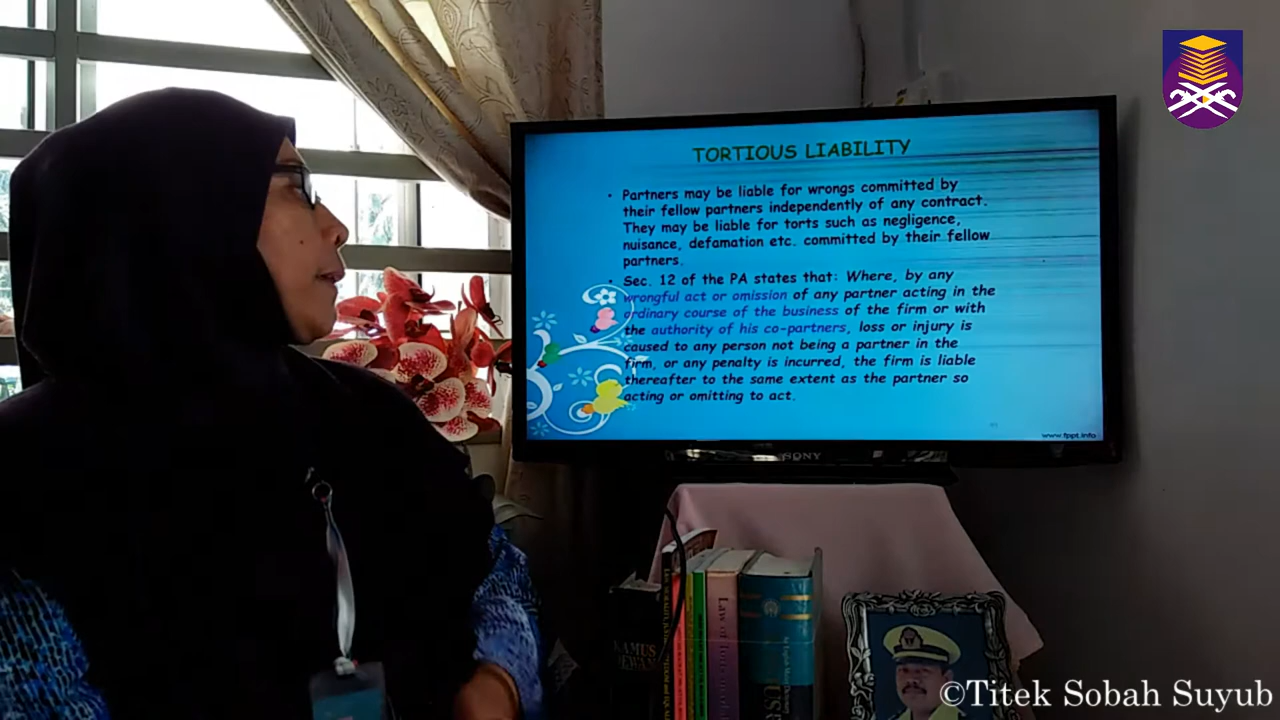 TORTIOUS LIABILITY
• Partners may be liable for wrongs committed by
their fellow partners independently of any contract.
They may be liable for torts such as negligence,
nuisance, defamation etc. committed by their fellow
partners.
• Sec. 12 of the PA states that: Where, by any
wrongful act or omission of any partner acting in the
ordinary course of the business of the firm or with
the authority of his co-partners, loss or injury is
caused to any person not being a partner in the
firm, or any penalty is incurred, the firm is liable
thereafter to the same extent as the partner so
acting or omitting to act.
www.fppt.info
SONY
KAMUS
DEWAN
Law of Torts
©Titek Sobah Suyub